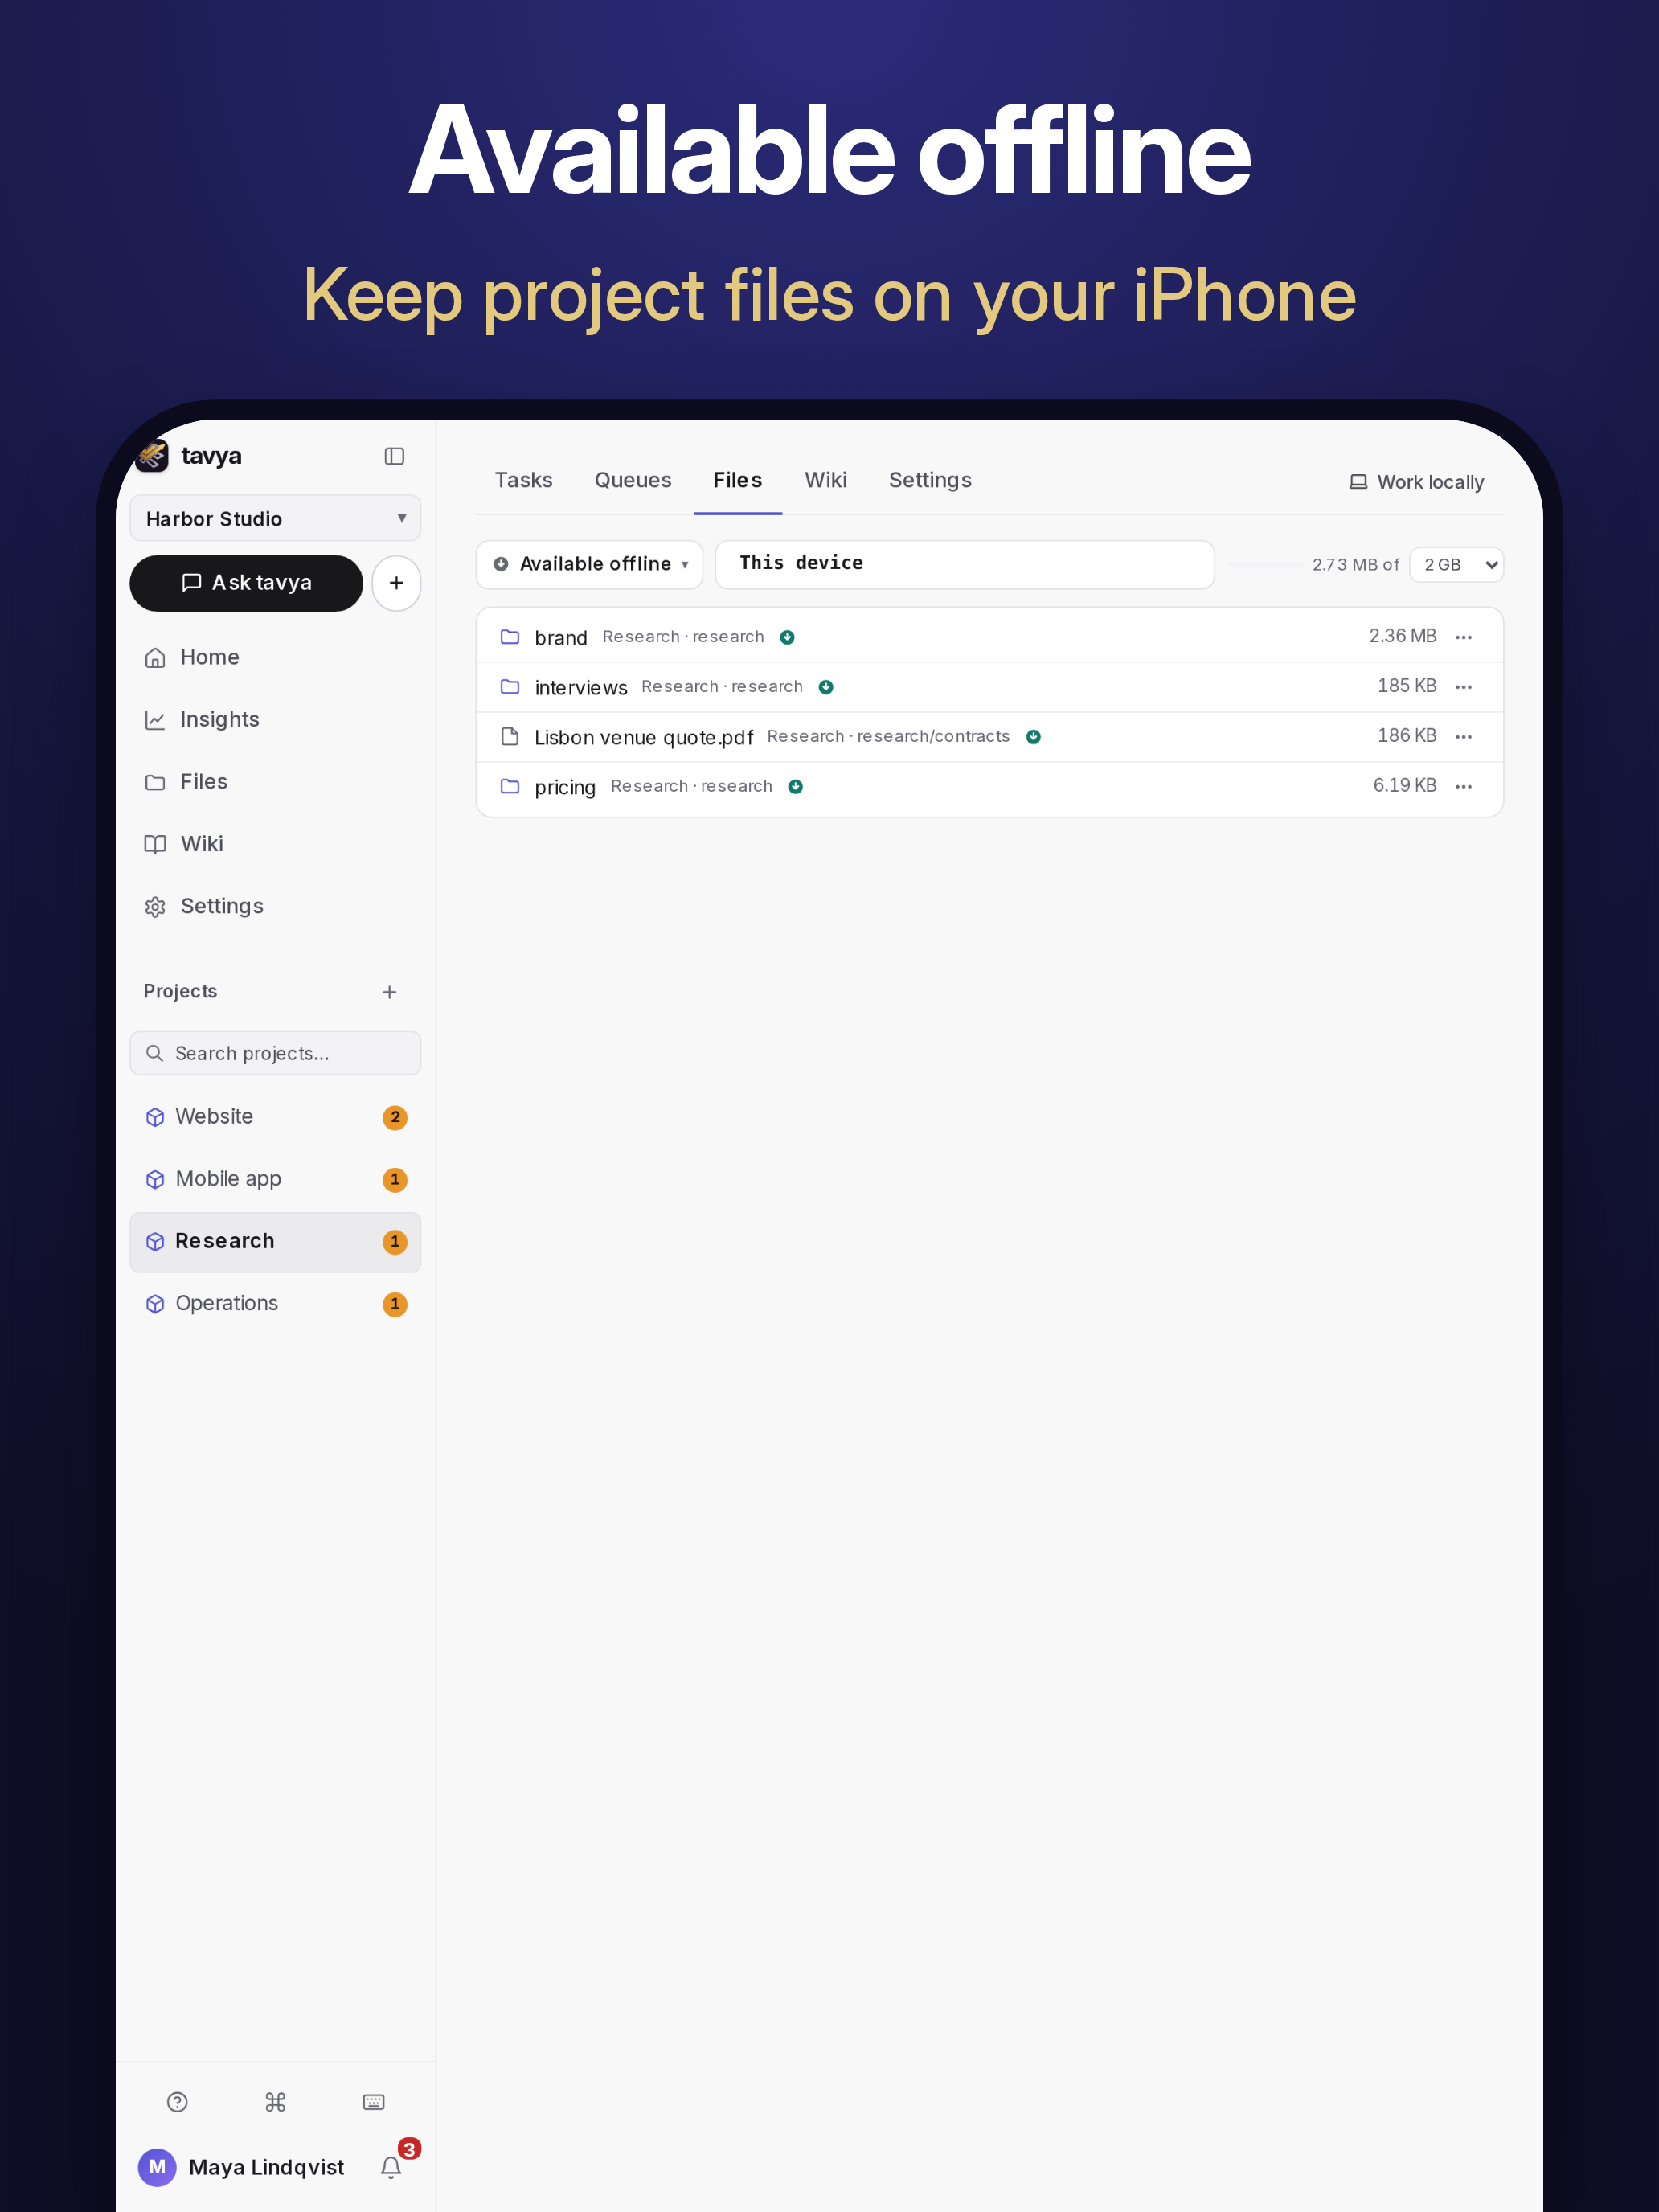 Available offline
Keep project files on your iPhone
tavya
Harbor Studio
Ask tavya
Home
Insights
Files
Wiki
Settings
Projects
Search projects...
Website 2
Mobile app 1
Research 1
Operations 1
M Maya Lindqvist 3
Tasks Queues Files Wiki Settings Work locally
Available offline This device 2.73 MB of 2 GB
brand Research · research 2.36 MB
interviews Research · research 185 KB
Lisbon venue quote.pdf Research · research/contracts 186 KB
pricing Research · research 6.19 KB